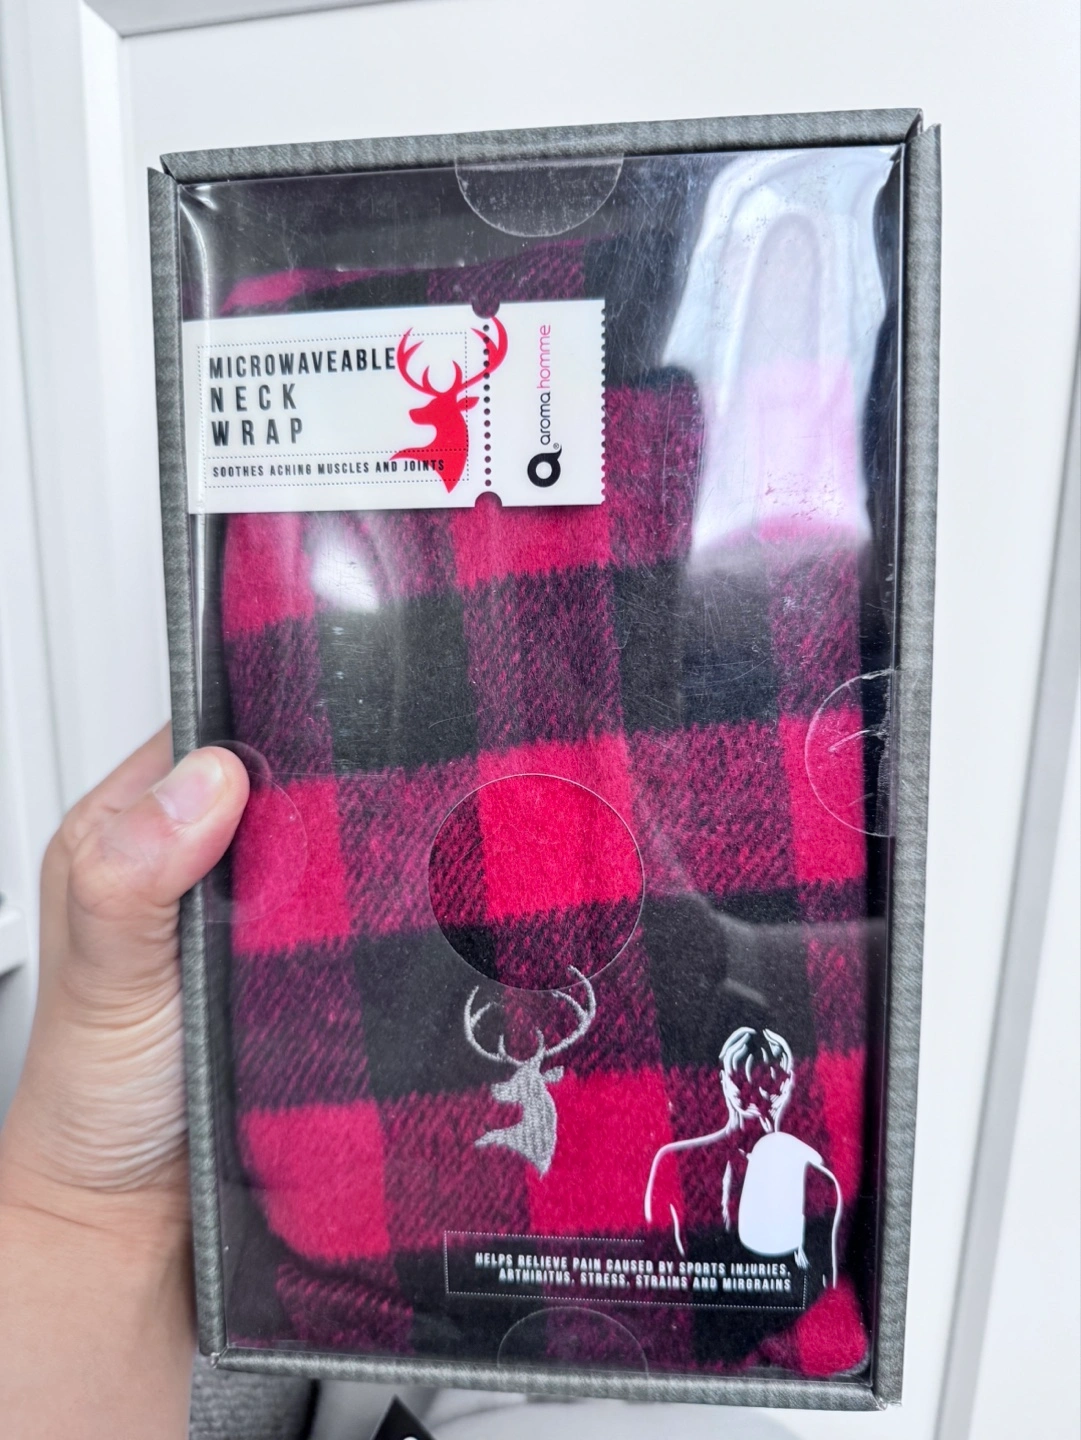 MICROWAVEABLE
NECK
WRAP
SOOTHES ACHING MUSCLES AND JOINTS
aroma homme
HELPS RELIEVE PAIN CAUSED BY SPORTS INJURIES,
ARTHIRITUS, STRESS, STRAINS AND MIRGRAINS